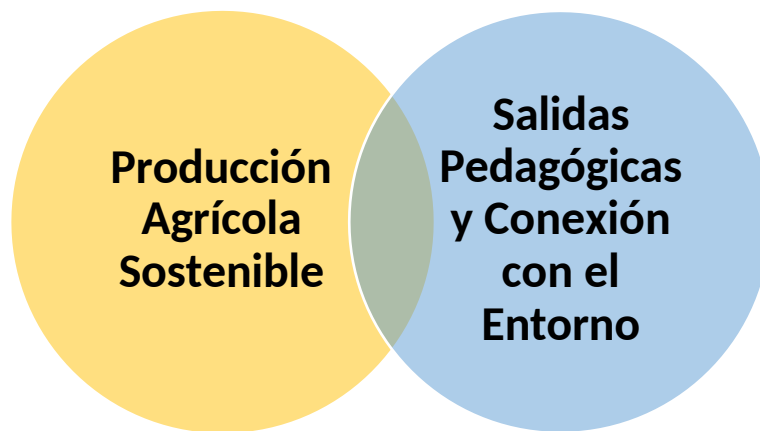 Producción
Agrícola
Sostenible
Salidas
Pedagógicas
y Conexión
con el
Entorno